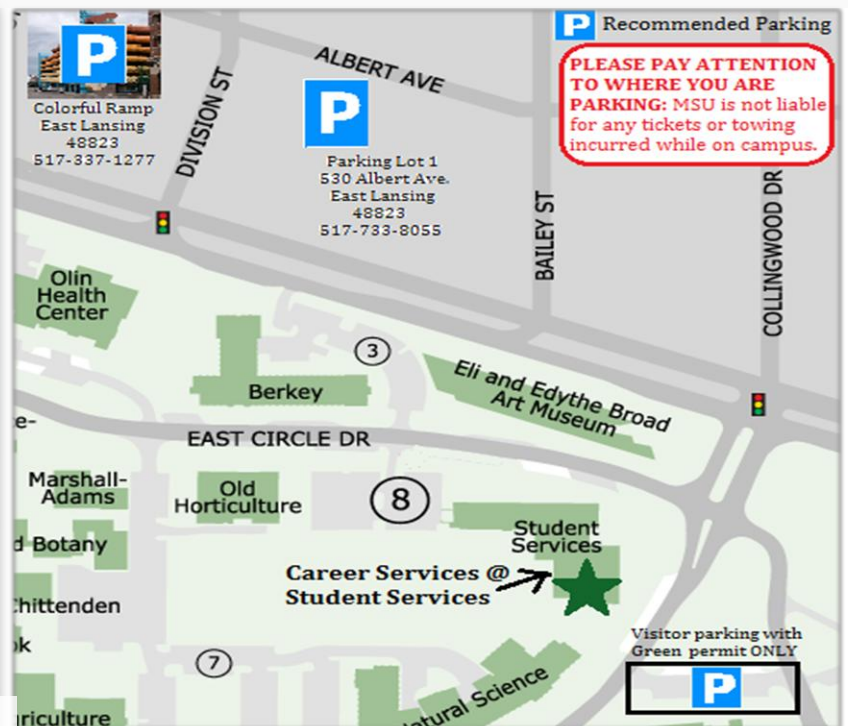 P
Colorful Ramp
East Lansing
48823
517-337-1277
DIVISION ST
ALBERT AVE
P
Parking Lot 1
530 Albert Ave.
East Lansing
48823
517-733-8055
P Recommended Parking
PLEASE PAY ATTENTION
TO WHERE YOU ARE
PARKING: MSU is not liable
for any tickets or towing
incurred while on campus.
BAILEY ST
COLLINGWOOD DR
Olin
Health
Center
3
Berkey
Eli and Edythe Broad
Art Museum
e-
EAST CIRCLE DR
Marshall-
Adams
Old
Horticulture
8
Student
Services
d Botany
Career Services @
Student Services
hittenden
ok
7
Visitor parking with
Green permit ONLY
P
atural Science
riculture